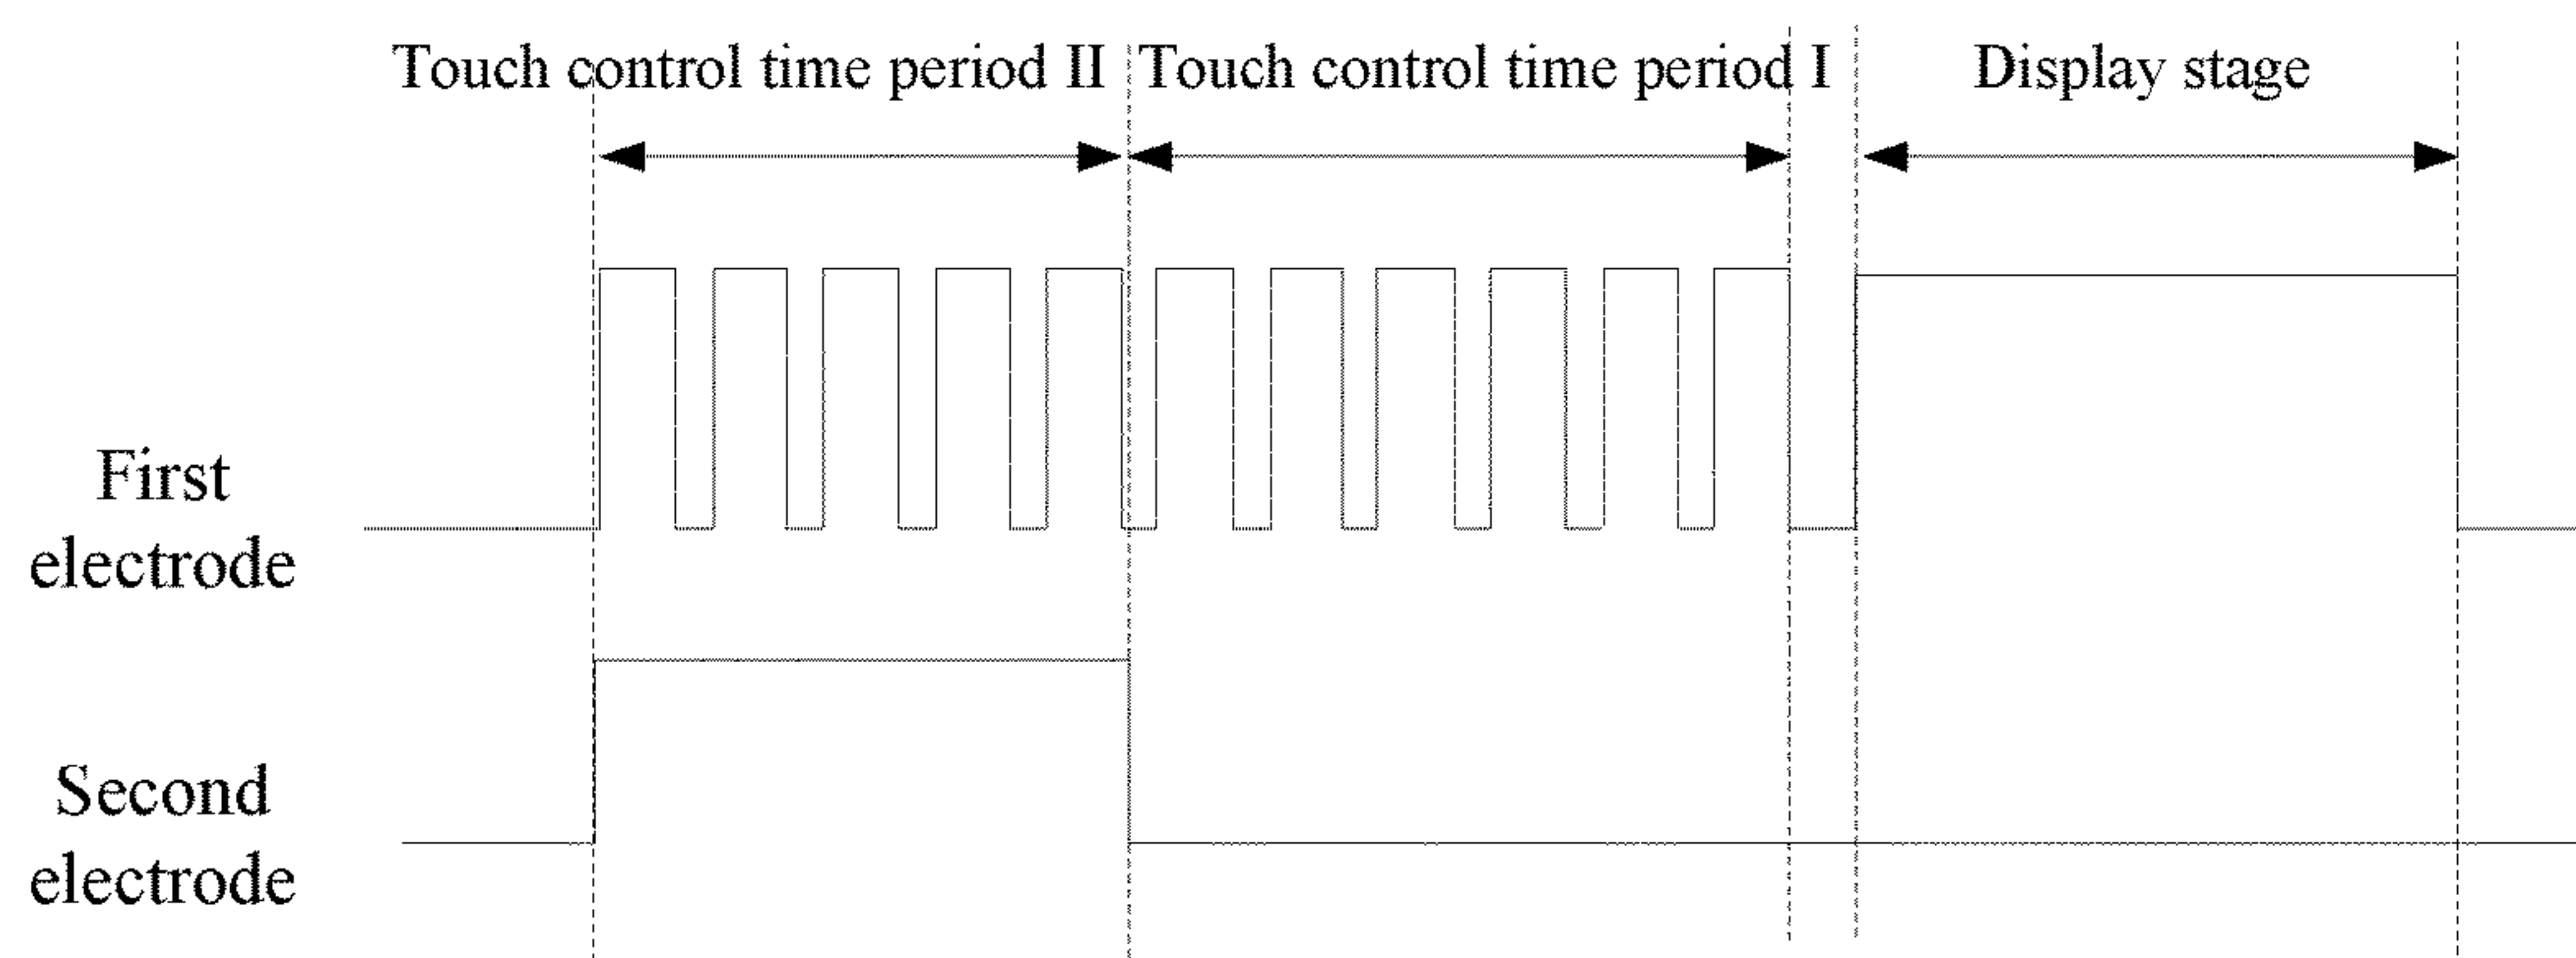 Touch control time period II
Touch control time period I
Display stage
First
electrode
Second
electrode